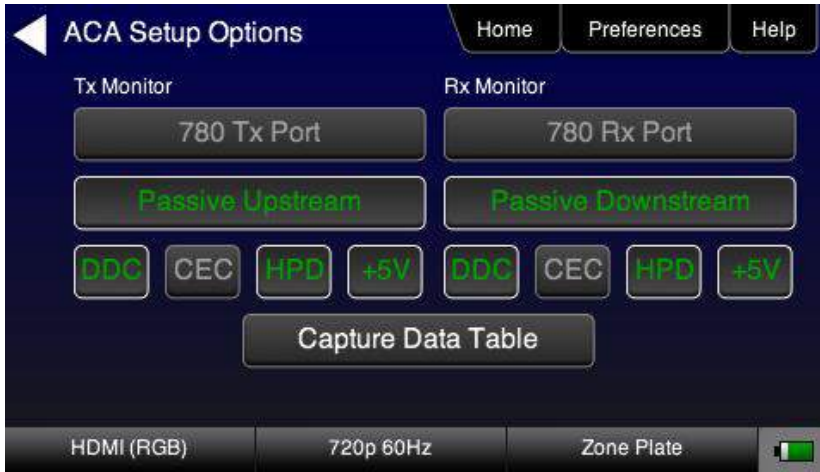 ACA Setup Options
Home
Preferences
Help
Tx Monitor
Rx Monitor
780 Tx Port
780 Rx Port
Passive Upstream
Passive Downstream
DDC CEC HPD +5V
DDC CEC HPD +5V
Capture Data Table
HDMI (RGB)
720p 60Hz
Zone Plate